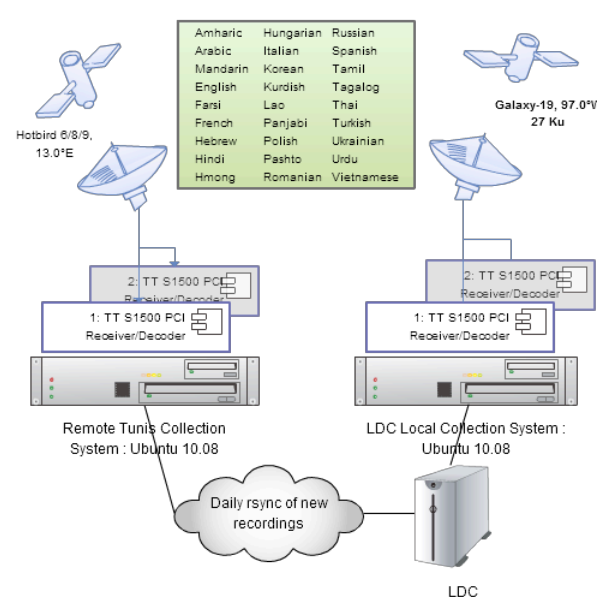 Amharic Hungarian Russian
Arabic Italian Spanish
Mandarin Korean Tamil
English Kurdish Tagalog
Farsi Lao Thai
French Panjabi Turkish
Hebrew Polish Ukrainian
Hindi Pashto Urdu
Hmong Romanian Vietnamese
Hotbird 6/8/9,
13.0°E
Galaxy-19, 97.0°W
27 Ku
2: TT S1500 PCI
Receiver/Decoder
1: TT S1500 PCI
Receiver/Decoder
2: TT S1500 PCI
Receiver/Decoder
1: TT S1500 PCI
Receiver/Decoder
Remote Tunis Collection
System : Ubuntu 10.08
LDC Local Collection System :
Ubuntu 10.08
Daily rsync of new
recordings
LDC